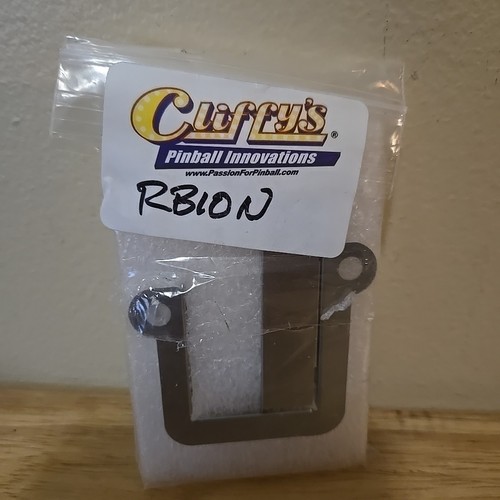 Cliffy's®
Pinball Innovations
www.PassionForPinball.com
RB10N